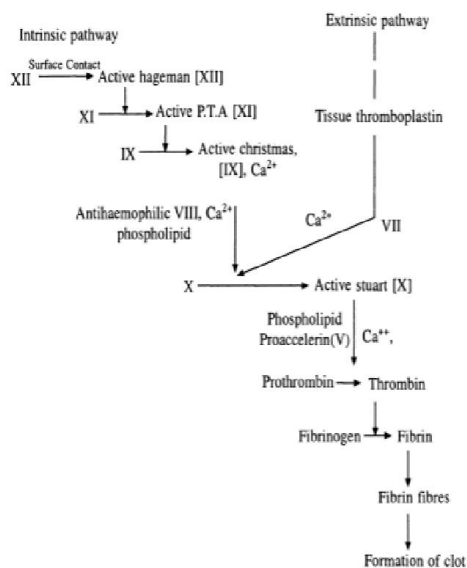 Extrinsic pathway
Intrinsic pathway
Surface Contact
XII Active hageman [XII]
XI Active P.T.A [XI]
Tissue thromboplastin
IX Active christmas,
[IX], Ca²⁺
Antihaemophilic VIII, Ca²⁺
phospholipid
Ca²⁺
VII
X Active stuart [X]
Phospholipid
Proaccelerin(V) Ca⁺⁺,
Prothrombin Thrombin
Fibrinogen Fibrin
Fibrin fibres
Formation of clot